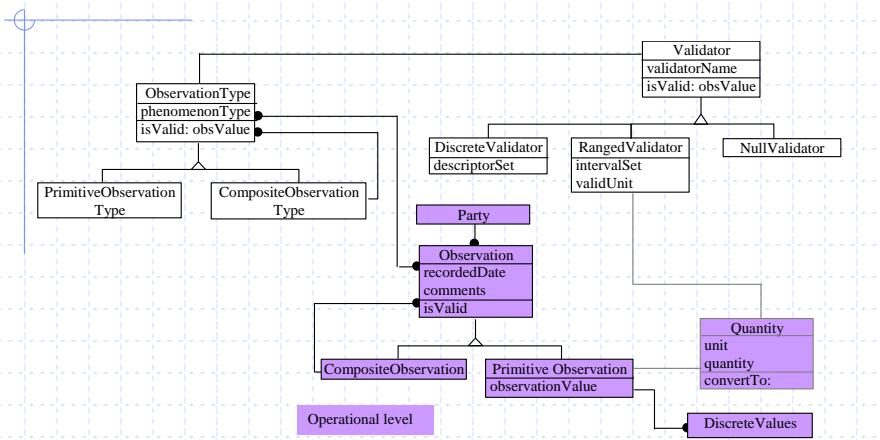 Validator
validatorName
isValid: obsValue
ObservationType
phenomenonType
isValid: obsValue
DiscreteValidator
descriptorSet
RangedValidator
intervalSet
validUnit
NullValidator
PrimitiveObservation
Type
CompositeObservation
Type
Party
Observation
recordedDate
comments
isValid
Quantity
unit
quantity
convertTo:
CompositeObservation
Primitive Observation
observationValue
Operational level
DiscreteValues